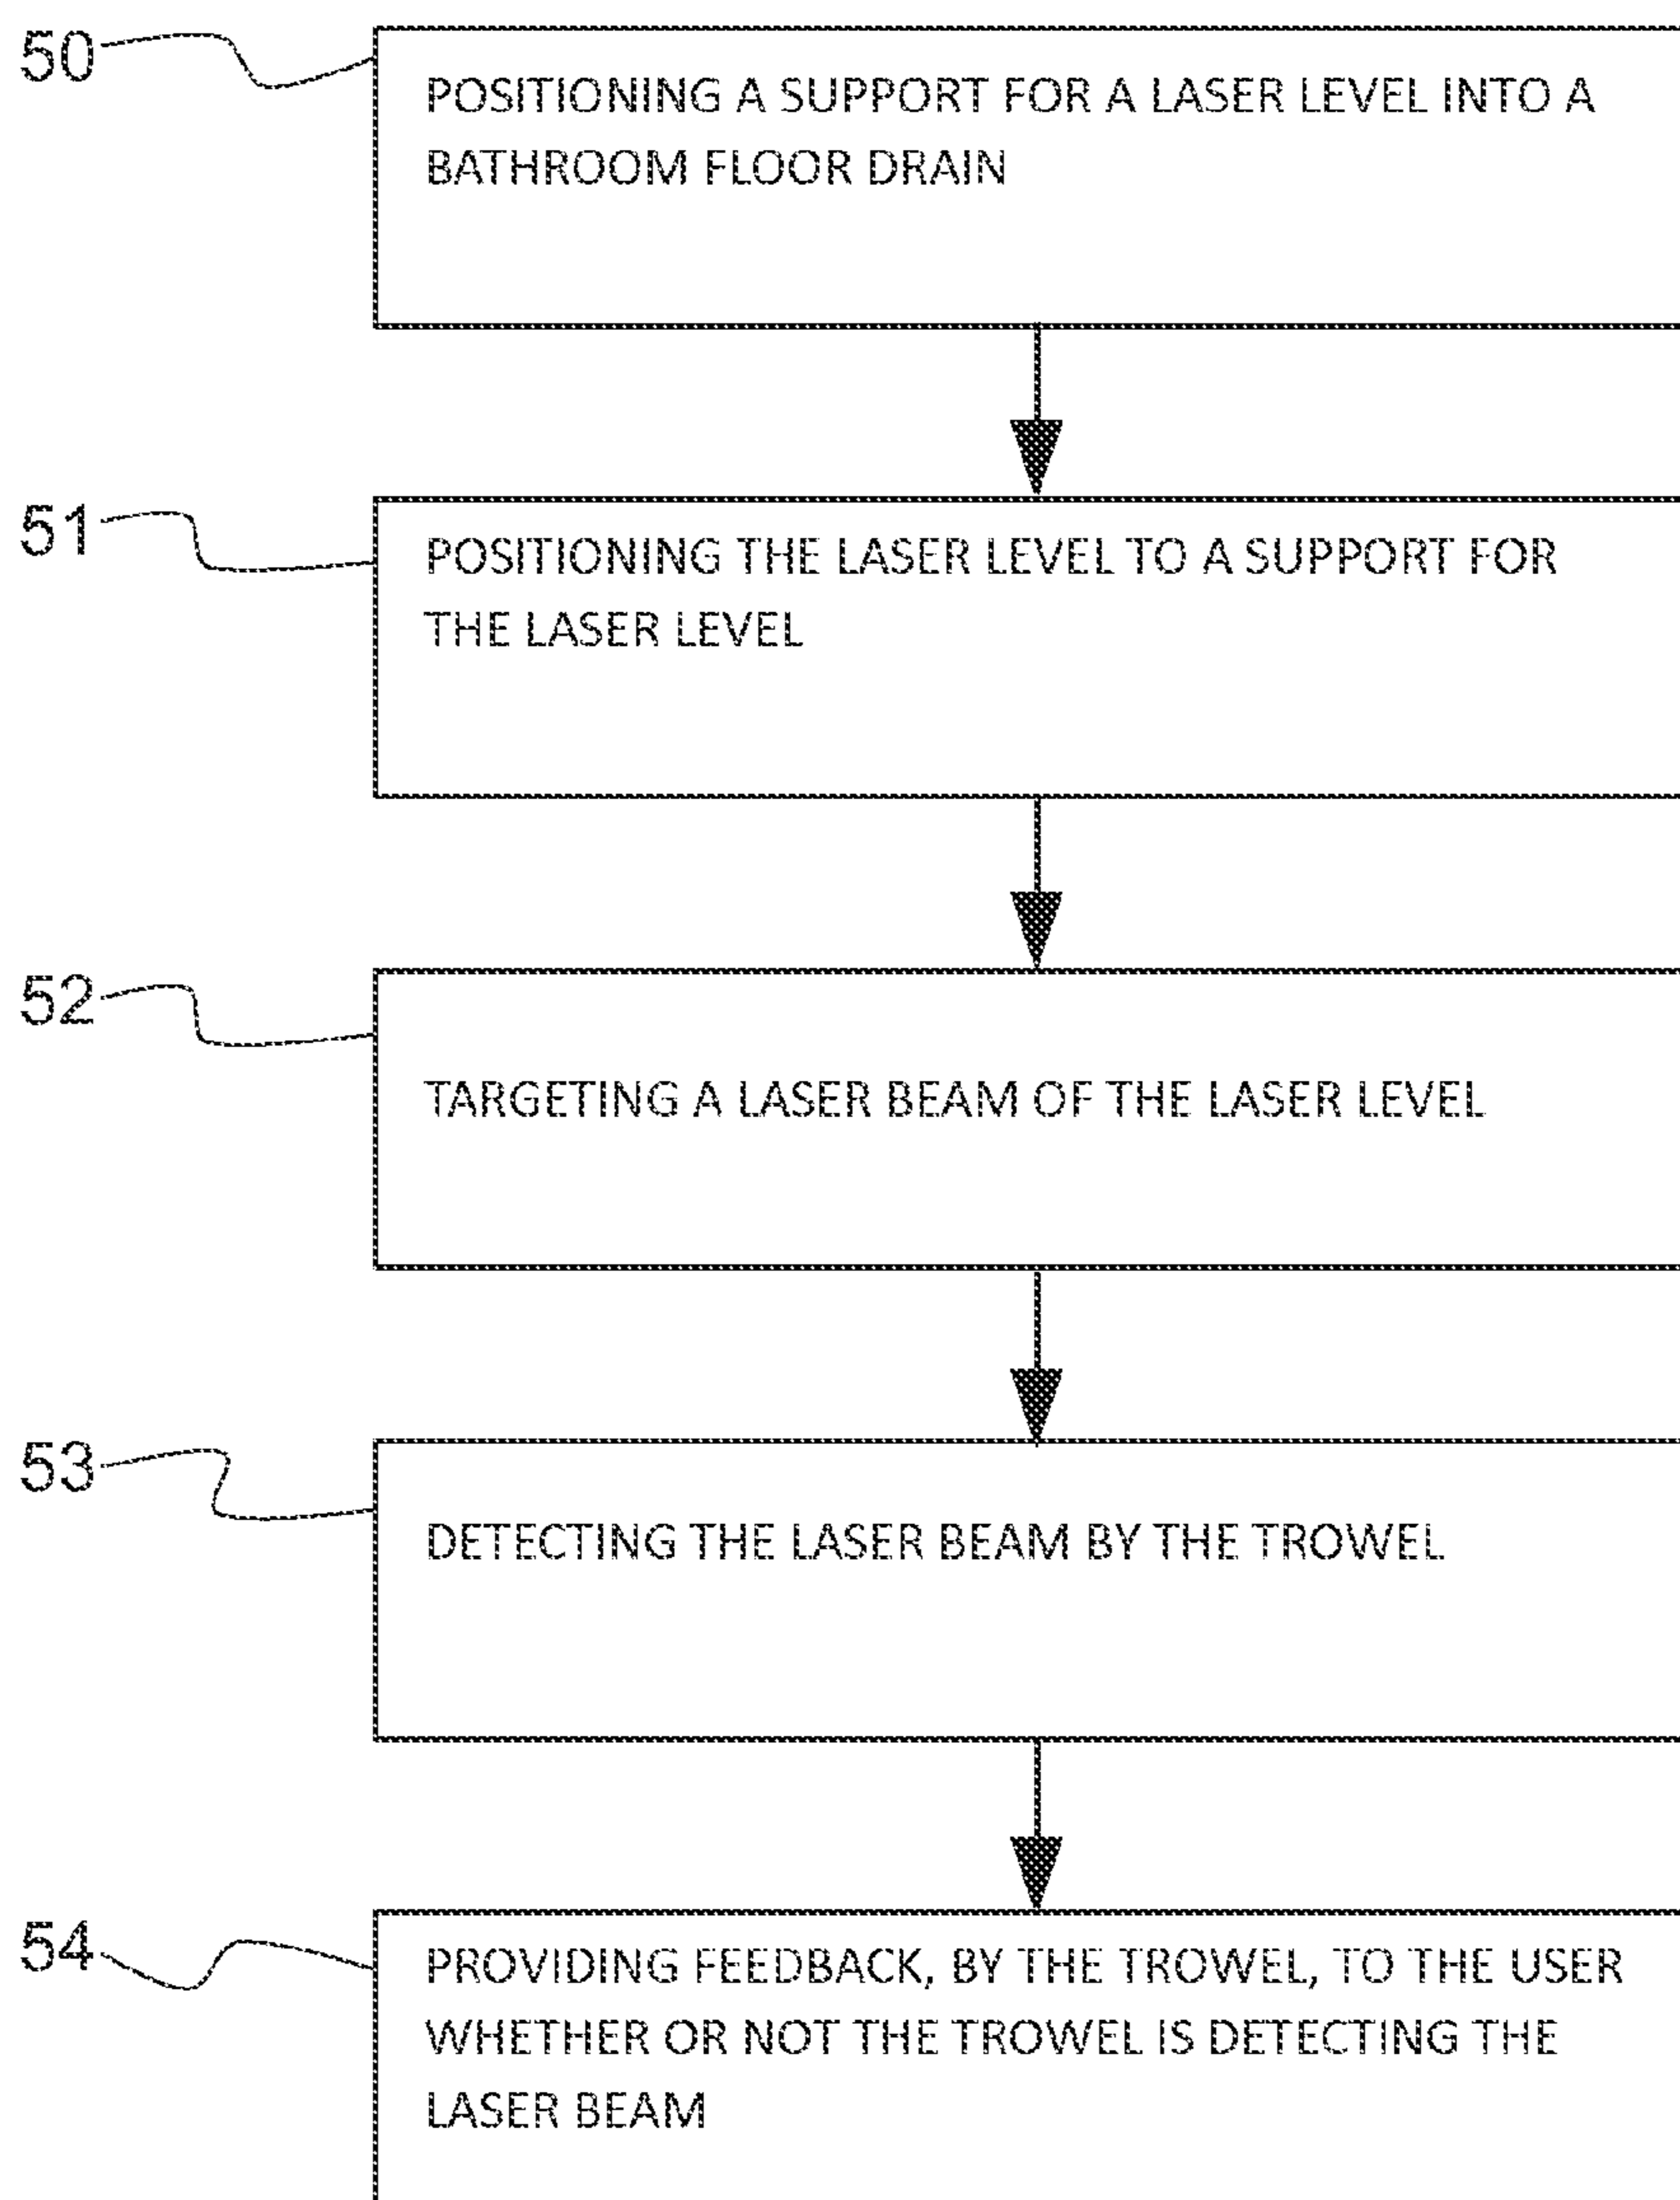 50
POSITIONING A SUPPORT FOR A LASER LEVEL INTO A
BATHROOM FLOOR DRAIN
51
POSITIONING THE LASER LEVEL TO A SUPPORT FOR
THE LASER LEVEL
52
TARGETING A LASER BEAM OF THE LASER LEVEL
53
DETECTING THE LASER BEAM BY THE TROWEL
54
PROVIDING FEEDBACK, BY THE TROWEL, TO THE USER
WHETHER OR NOT THE TROWEL IS DETECTING THE
LASER BEAM